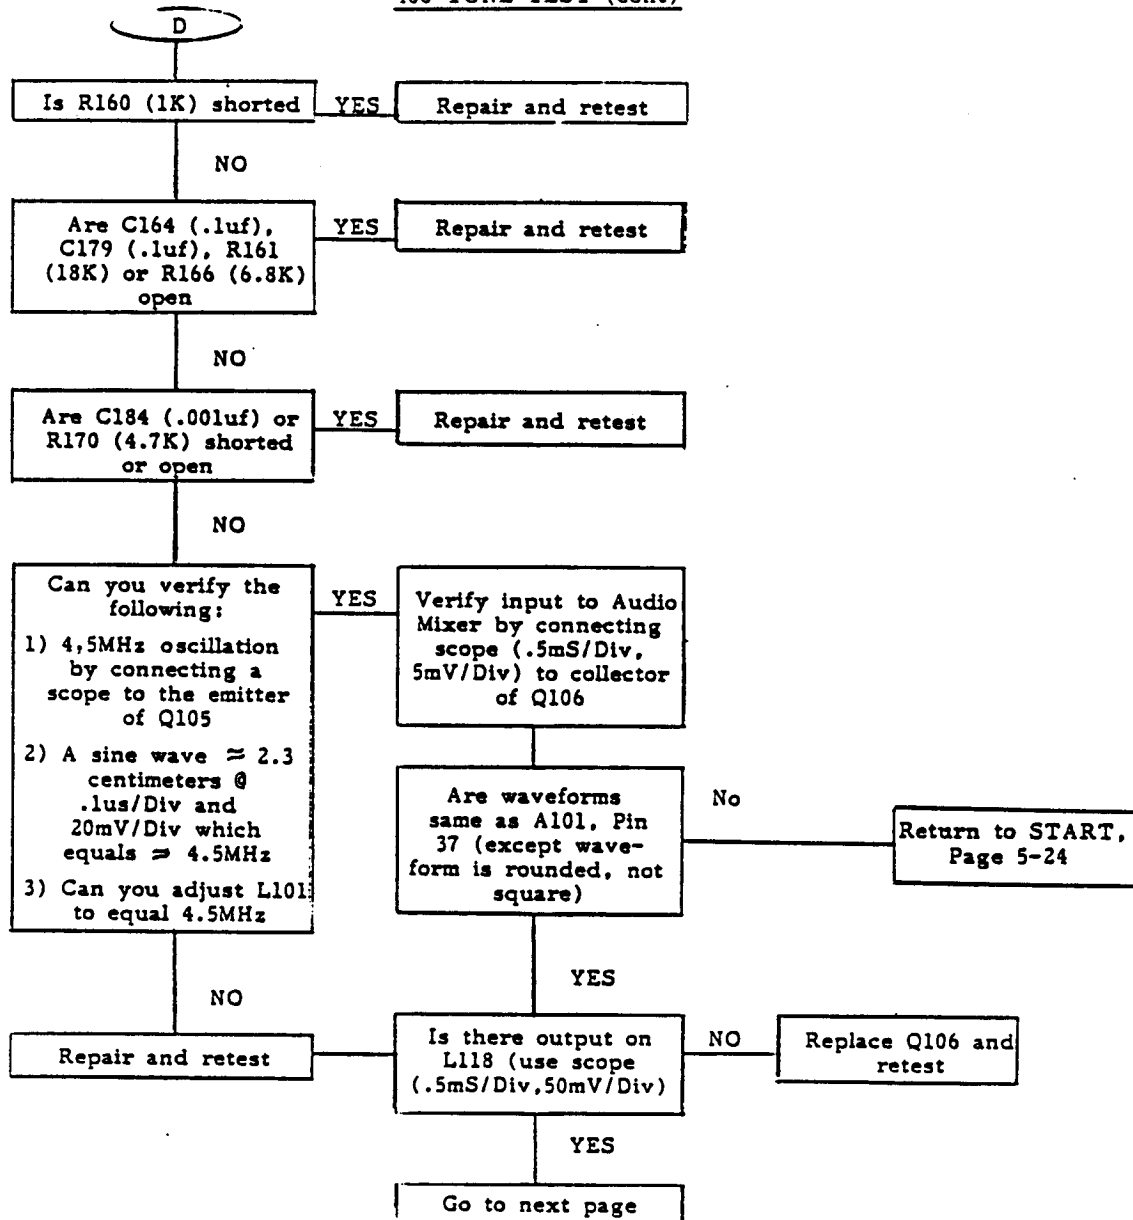 TONE TEST (cont)
D
Is R160 (1K) shorted
YES
Repair and retest
NO
Are C164 (.1uf),
C179 (.1uf), R161
(18K) or R166 (6.8K)
open
YES
Repair and retest
NO
Are C184 (.001uf) or
R170 (4.7K) shorted
or open
YES
Repair and retest
NO
Can you verify the
following:
1) 4,5MHz oscillation
by connecting a
scope to the emitter
of Q105
2) A sine wave ≈ 2.3
centimeters @
.1us/Div and
20mV/Div which
equals ≈ 4.5MHz
3) Can you adjust L101
to equal 4.5MHz
YES
Verify input to Audio
Mixer by connecting
scope (.5mS/Div,
5mV/Div) to collector
of Q106
Are waveforms
same as A101, Pin
37 (except wave-
form is rounded, not
square)
No
Return to START,
Page 5-24
YES
NO
Repair and retest
Is there output on
L118 (use scope
(.5mS/Div,50mV/Div)
NO
Replace Q106 and
retest
YES
Go to next page